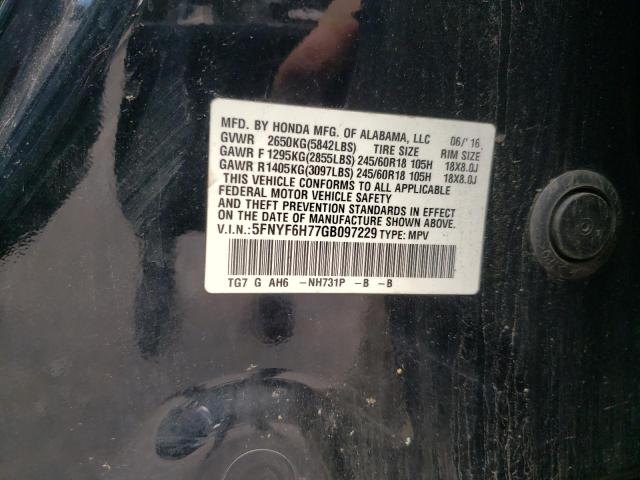 MFD. BY HONDA MFG. OF ALABAMA, LLC 06/'16
GVWR 2650KG(5842LBS) TIRE SIZE RIM SIZE
GAWR F 1295KG(2855LBS) 245/60R18 105H 18X8.0J
GAWR R1405KG(3097LBS) 245/60R18 105H 18X8.0J
THIS VEHICLE CONFORMS TO ALL APPLICABLE
FEDERAL MOTOR VEHICLE SAFETY
AND THEFT PREVENTION STANDARDS IN EFFECT
ON THE DATE OF MANUFACTURE SHOWN ABOVE.
V.I.N.:5FNYF6H77GB097229 TYPE: MPV
TG7 G AH6 -NH731P -B -B